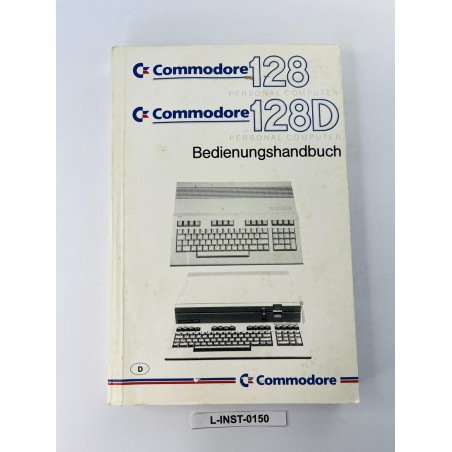 Commodore 128
PERSONAL COMPUTER
Commodore 128D
PERSONAL COMPUTER
Bedienungshandbuch
D
Commodore
L-INST-0150